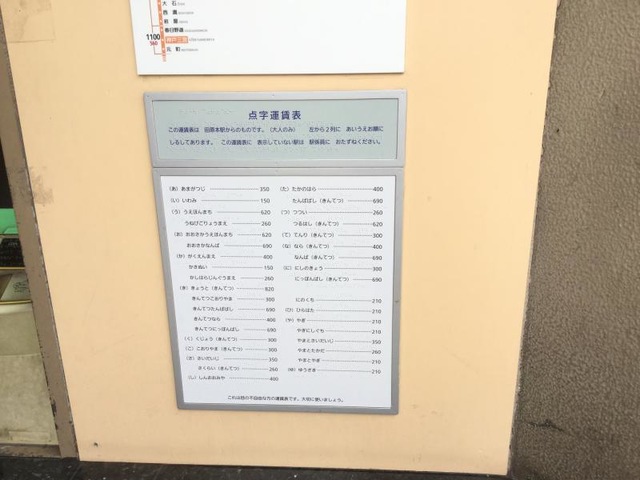 大石
西灘
岩屋
春日野道
1100
560
神戸三宮
元町
点字運賃表
この運賃表は 田原本駅からのものです。(大人のみ) 左から2列に あいうえお順に
しるしてあります。 この運賃表に 表示していない駅は 駅係員に おたずねください。
(あ)あまがつじ 350
(い)いわみ 150
(う)うえほんまち 620
うねびごりょうまえ 260
(お)おおさかうえほんまち 620
おおさかなんば 690
(か)がくえんまえ 400
かさぬい 150
かしはらじんぐうまえ 260
(き)きょうと(きんてつ) 820
きんてつこおりやま 300
きんてつたんばばし 690
きんてつなら 400
きんてつにっぽんばし 690
(く)くじょう(きんてつ) 300
(こ)こおりやま(きんてつ) 300
(さ)さいだいじ 350
さくらい(きんてつ) 260
(し)しんおおみや 400
(た)たかのはら 400
たんばばし(きんてつ) 690
(つ)つつい 260
つるはし(きんてつ) 620
(て)てんり(きんてつ) 300
(な)なら(きんてつ) 400
なんば(きんてつ) 690
(に)にしのきょう 300
にっぽんばし(きんてつ) 690
にのくち 210
(ひ)ひらはた 210
(や)やぎ 210
やぎにしぐち 210
やまとさいだいじ 350
やまとたかだ 260
やまとやぎ 210
(ゆ)ゆうざき 210
これは目の不自由な方の運賃表です。大切に使いましょう。